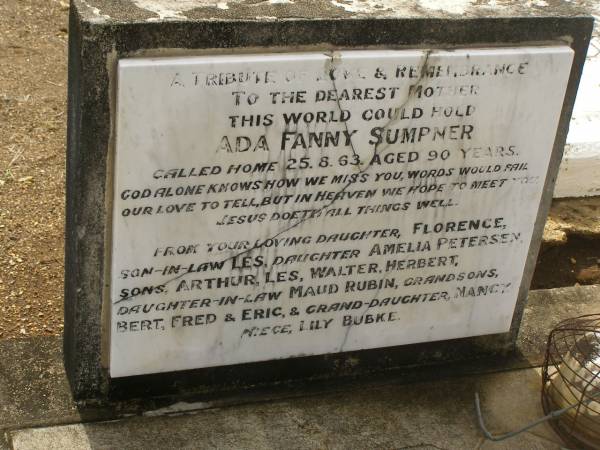 A TRIBUTE OF LOVE & REMEMBRANCE
TO THE DEAREST MOTHER
THIS WORLD COULD HOLD
ADA FANNY SUMPNER
CALLED HOME 25.8.63. AGED 90 YEARS.
GOD ALONE KNOWS HOW WE MISS YOU, WORDS WOULD FAIL
OUR LOVE TO TELL, BUT IN HEAVEN WE HOPE TO MEET YOU,
JESUS DOETH ALL THINGS WELL.
FROM YOUR LOVING DAUGHTER, FLORENCE,
SON-IN-LAW LES, DAUGHTER AMELIA PETERSEN,
SONS, ARTHUR, LES, WALTER, HERBERT,
DAUGHTER-IN-LAW MAUD RUBIN, GRANDSONS,
BERT, FRED & ERIC, & GRAND-DAUGHTER, NANCY
NIECE, LILY BUBKE.